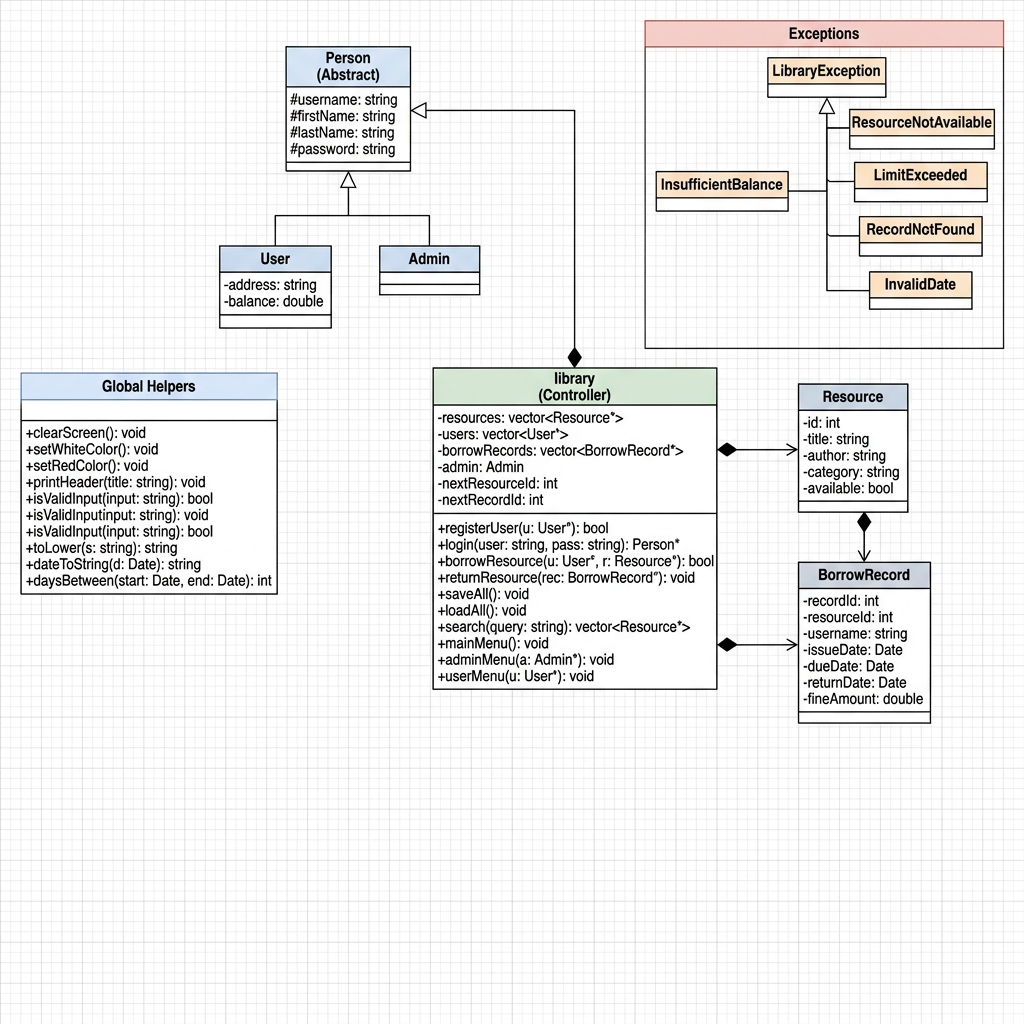 Person
(Abstract)
#username: string
#firstName: string
#lastName: string
#password: string
User
-address: string
-balance: double
Admin
Exceptions
LibraryException
ResourceNotAvailable
LimitExceeded
InsufficientBalance
RecordNotFound
InvalidDate
Global Helpers
+clearScreen(): void
+setWhiteColor(): void
+setRedColor(): void
+printHeader(title: string): void
+isValidInput(input: string): bool
+isValidInputinput: string): void
+isValidInput(input: string): bool
+toLower(s: string): string
+dateToString(d: Date): string
+daysBetween(start: Date, end: Date): int
library
(Controller)
-resources: vector<Resource*>
-users: vector<User*>
-borrowRecords: vector<BorrowRecord*>
-admin: Admin
-nextResourceId: int
-nextRecordId: int
+registerUser(u: User*): bool
+login(user: string, pass: string): Person*
+borrowResource(u: User*, r: Resource*): bool
+returnResource(rec: BorrowRecord*): void
+saveAll(): void
+loadAll(): void
+search(query: string): vector<Resource*>
+mainMenu(): void
+adminMenu(a: Admin*): void
+userMenu(u: User*): void
Resource
-id: int
-title: string
-author: string
-category: string
-available: bool
BorrowRecord
-recordId: int
-resourceId: int
-username: string
-issueDate: Date
-dueDate: Date
-returnDate: Date
-fineAmount: double